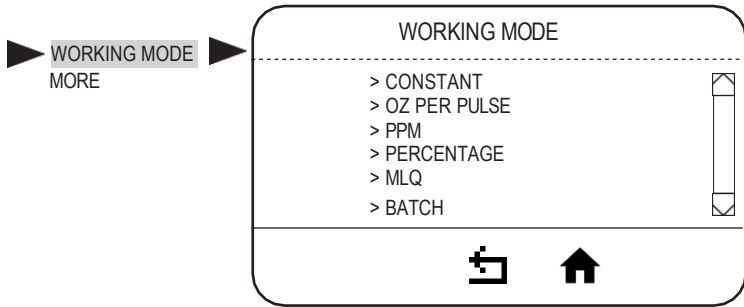 WORKING MODE
MORE
WORKING MODE
> CONSTANT
> OZ PER PULSE
> PPM
> PERCENTAGE
> MLQ
> BATCH